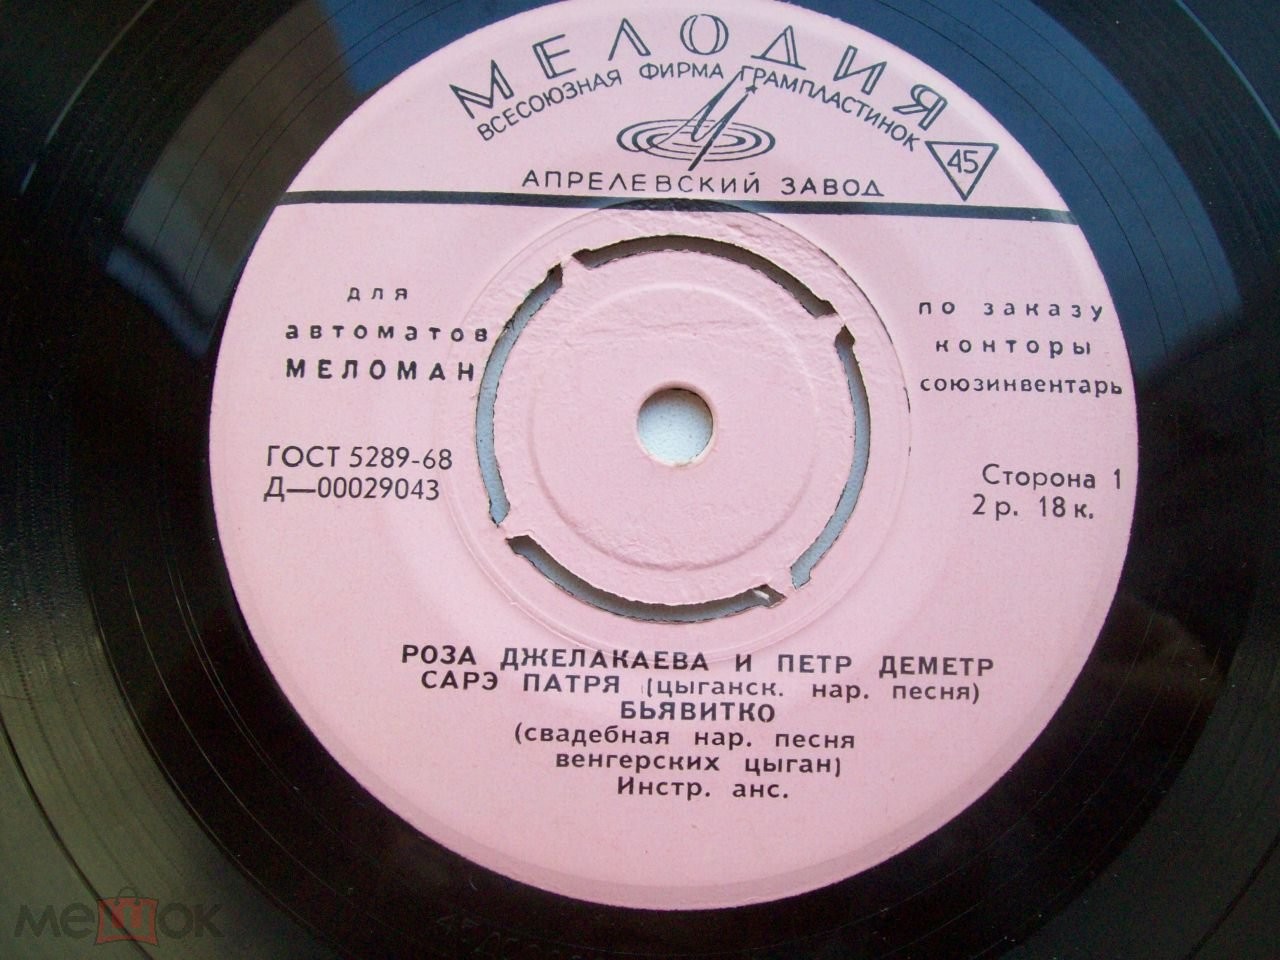 МЕЛОДИЯ
ВСЕСОЮЗНАЯ ФИРМА ГРАМПЛАСТИНОК
45
АПРЕЛЕВСКИЙ ЗАВОД
для
автоматов
МЕЛОМАН
по заказу
конторы
союзинвентарь
ГОСТ 5289-68
Д—00029043
Сторона 1
2 р. 18 к.
РОЗА ДЖЕЛАКАЕВА И ПЕТР ДЕМЕТР
САРЭ ПАТРЯ (цыганск. нар. песня)
БЬЯВИТКО
(свадебная нар. песня
венгерских цыган)
Инстр. анс.
мешок